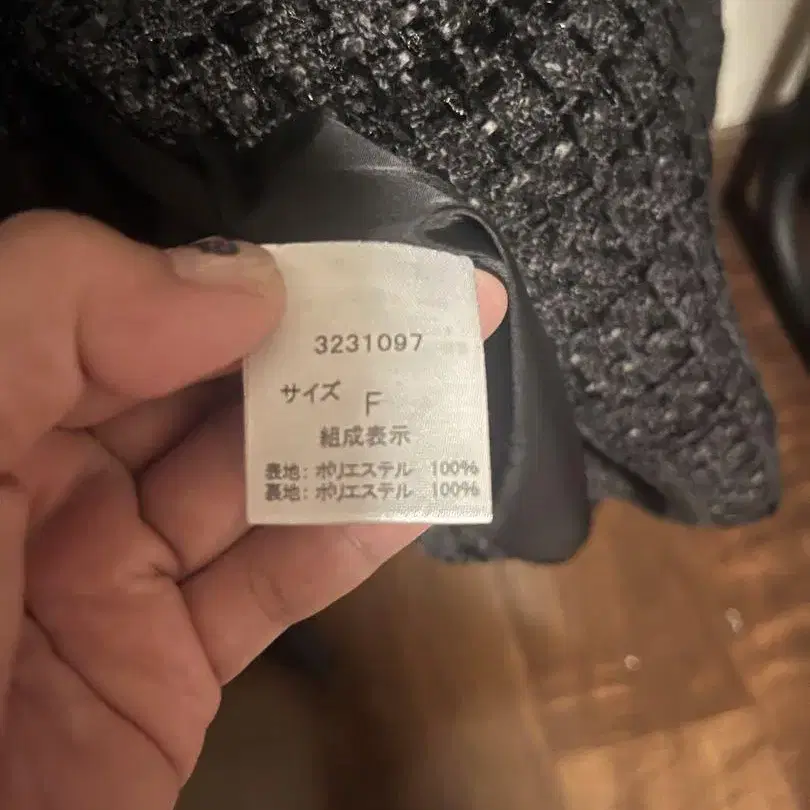 3231097
サイズ F
組成表示
表地: ポリエステル 100%
裏地: ポリエステル 100%